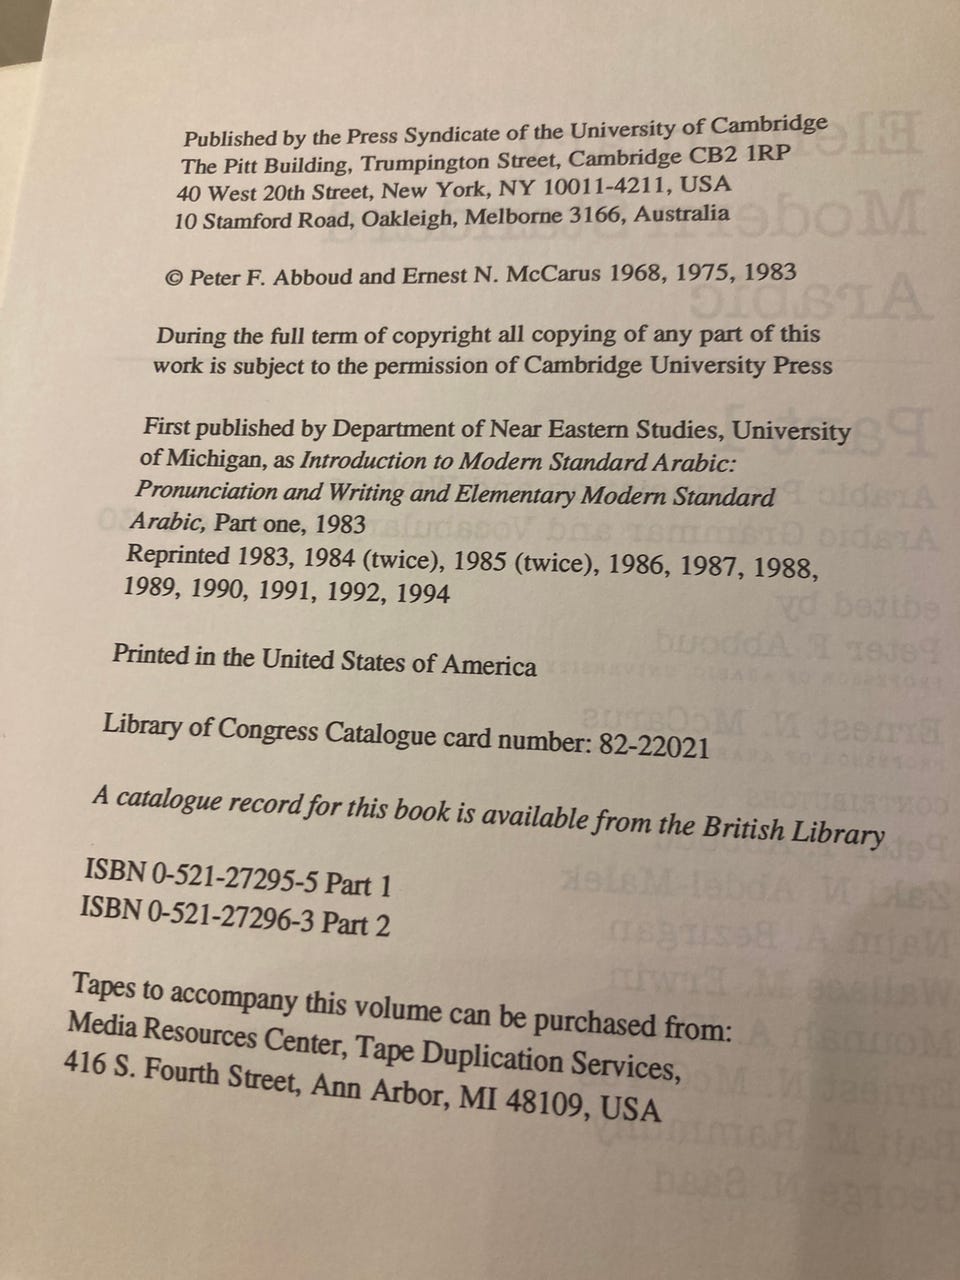 Published by the Press Syndicate of the University of Cambridge
The Pitt Building, Trumpington Street, Cambridge CB2 1RP
40 West 20th Street, New York, NY 10011-4211, USA
10 Stamford Road, Oakleigh, Melborne 3166, Australia
© Peter F. Abboud and Ernest N. McCarus 1968, 1975, 1983
During the full term of copyright all copying of any part of this
work is subject to the permission of Cambridge University Press
First published by Department of Near Eastern Studies, University
of Michigan, as Introduction to Modern Standard Arabic:
Pronunciation and Writing and Elementary Modern Standard
Arabic, Part one, 1983
Reprinted 1983, 1984 (twice), 1985 (twice), 1986, 1987, 1988,
1989, 1990, 1991, 1992, 1994
Printed in the United States of America
Library of Congress Catalogue card number: 82-22021
A catalogue record for this book is available from the British Library
ISBN 0-521-27295-5 Part 1
ISBN 0-521-27296-3 Part 2
Tapes to accompany this volume can be purchased from:
Media Resources Center, Tape Duplication Services,
416 S. Fourth Street, Ann Arbor, MI 48109, USA